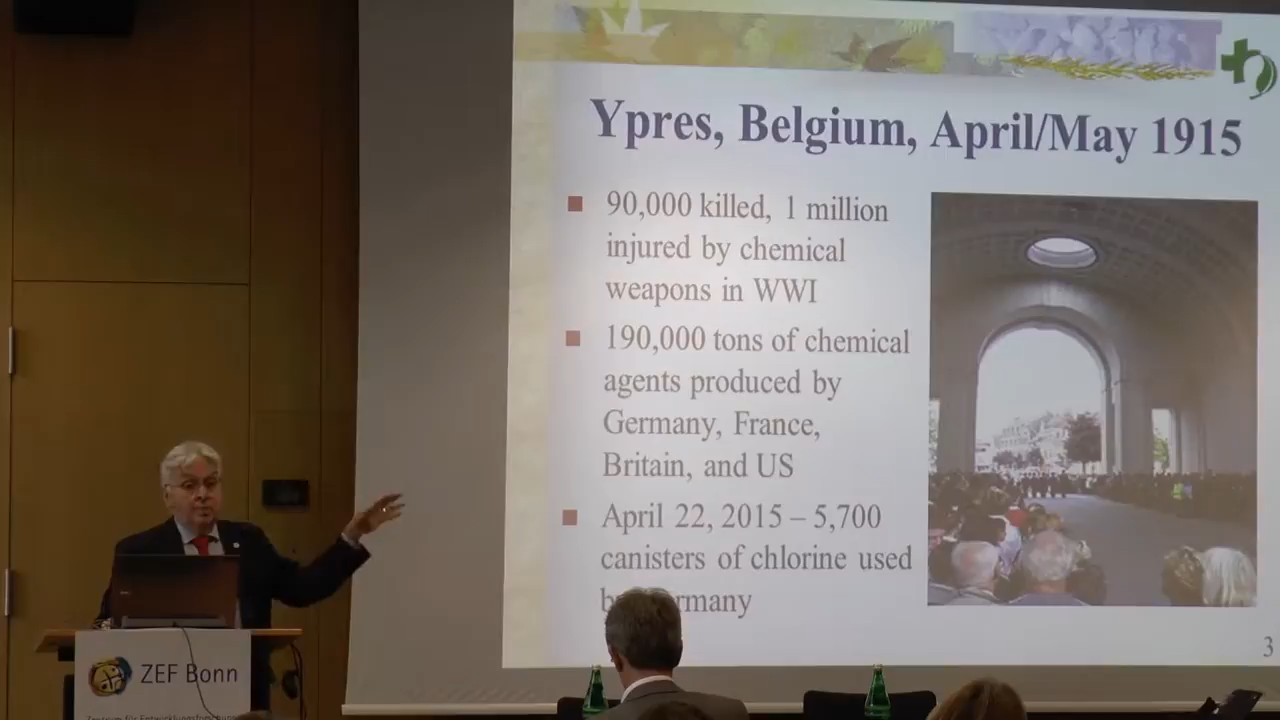 Ypres, Belgium, April/May 1915
90,000 killed, 1 million
injured by chemical
weapons in WWI
190,000 tons of chemical
agents produced by
Germany, France,
Britain, and US
April 22, 2015 – 5,700
canisters of chlorine used
3
ZEF Bonn